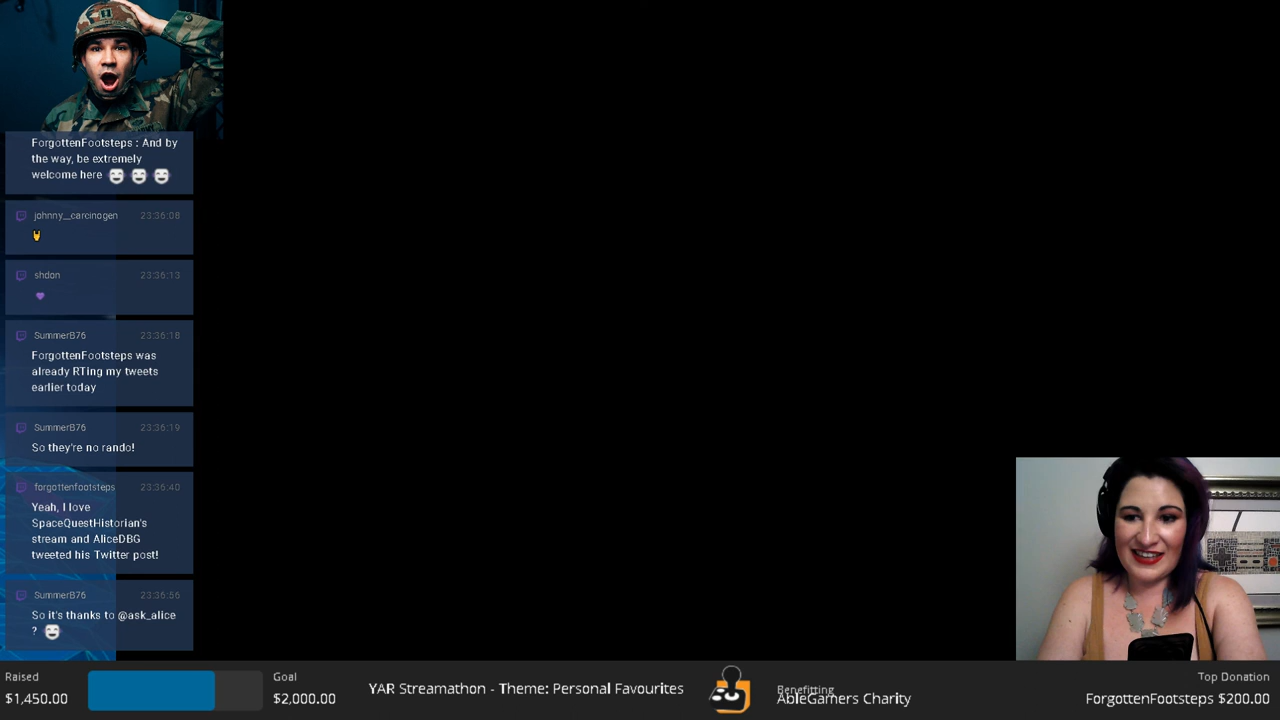 ForgottenFootsteps : And by
the way, be extremely
welcome here
johnny__carcinogen 23:36:08
shdon 23:36:13
SummerB76 23:36:18
ForgottenFootsteps was
already RTing my tweets
earlier today
SummerB76 23:36:19
So they're no rando!
forgottenfootsteps 23:36:40
Yeah, I love
SpaceQuestHistorian's
stream and AliceDBG
tweeted his Twitter post!
SummerB76 23:36:56
So it's thanks to @ask_alice
?
Raised
$1,450.00
Goal
$2,000.00
YAR Streamathon - Theme: Personal Favourites
Benefitting
AbleGamers Charity
Top Donation
ForgottenFootsteps $200.00